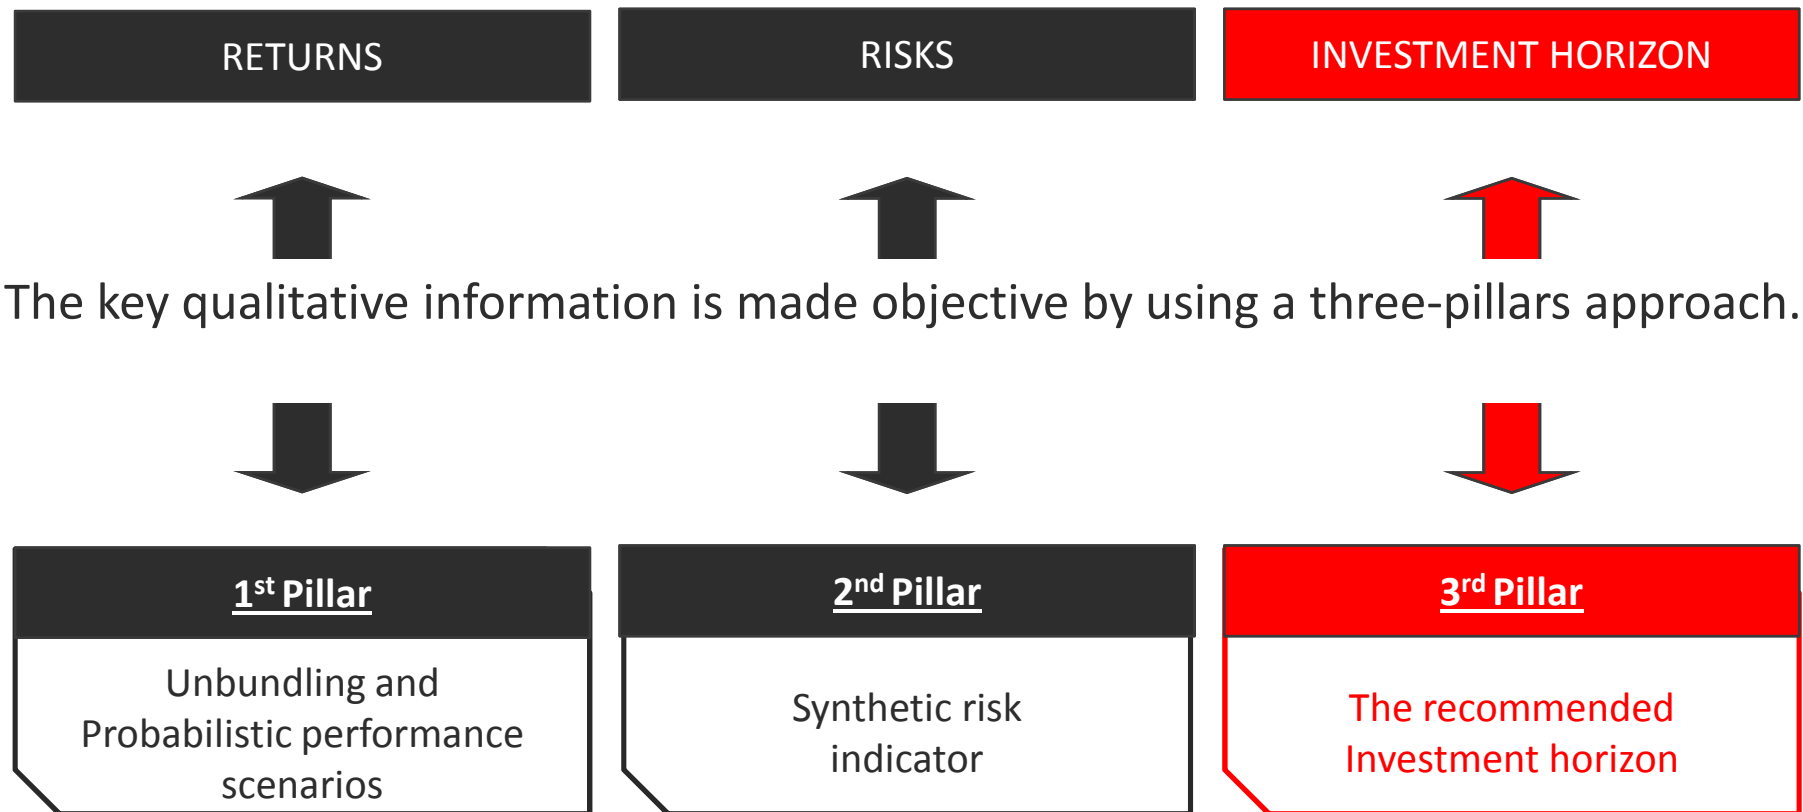 RETURNS
RISKS
INVESTMENT HORIZON
The key qualitative information is made objective by using a three-pillars approach.
1st Pillar
Unbundling and
Probabilistic performance
scenarios
2nd Pillar
Synthetic risk
indicator
3rd Pillar
The recommended
Investment horizon